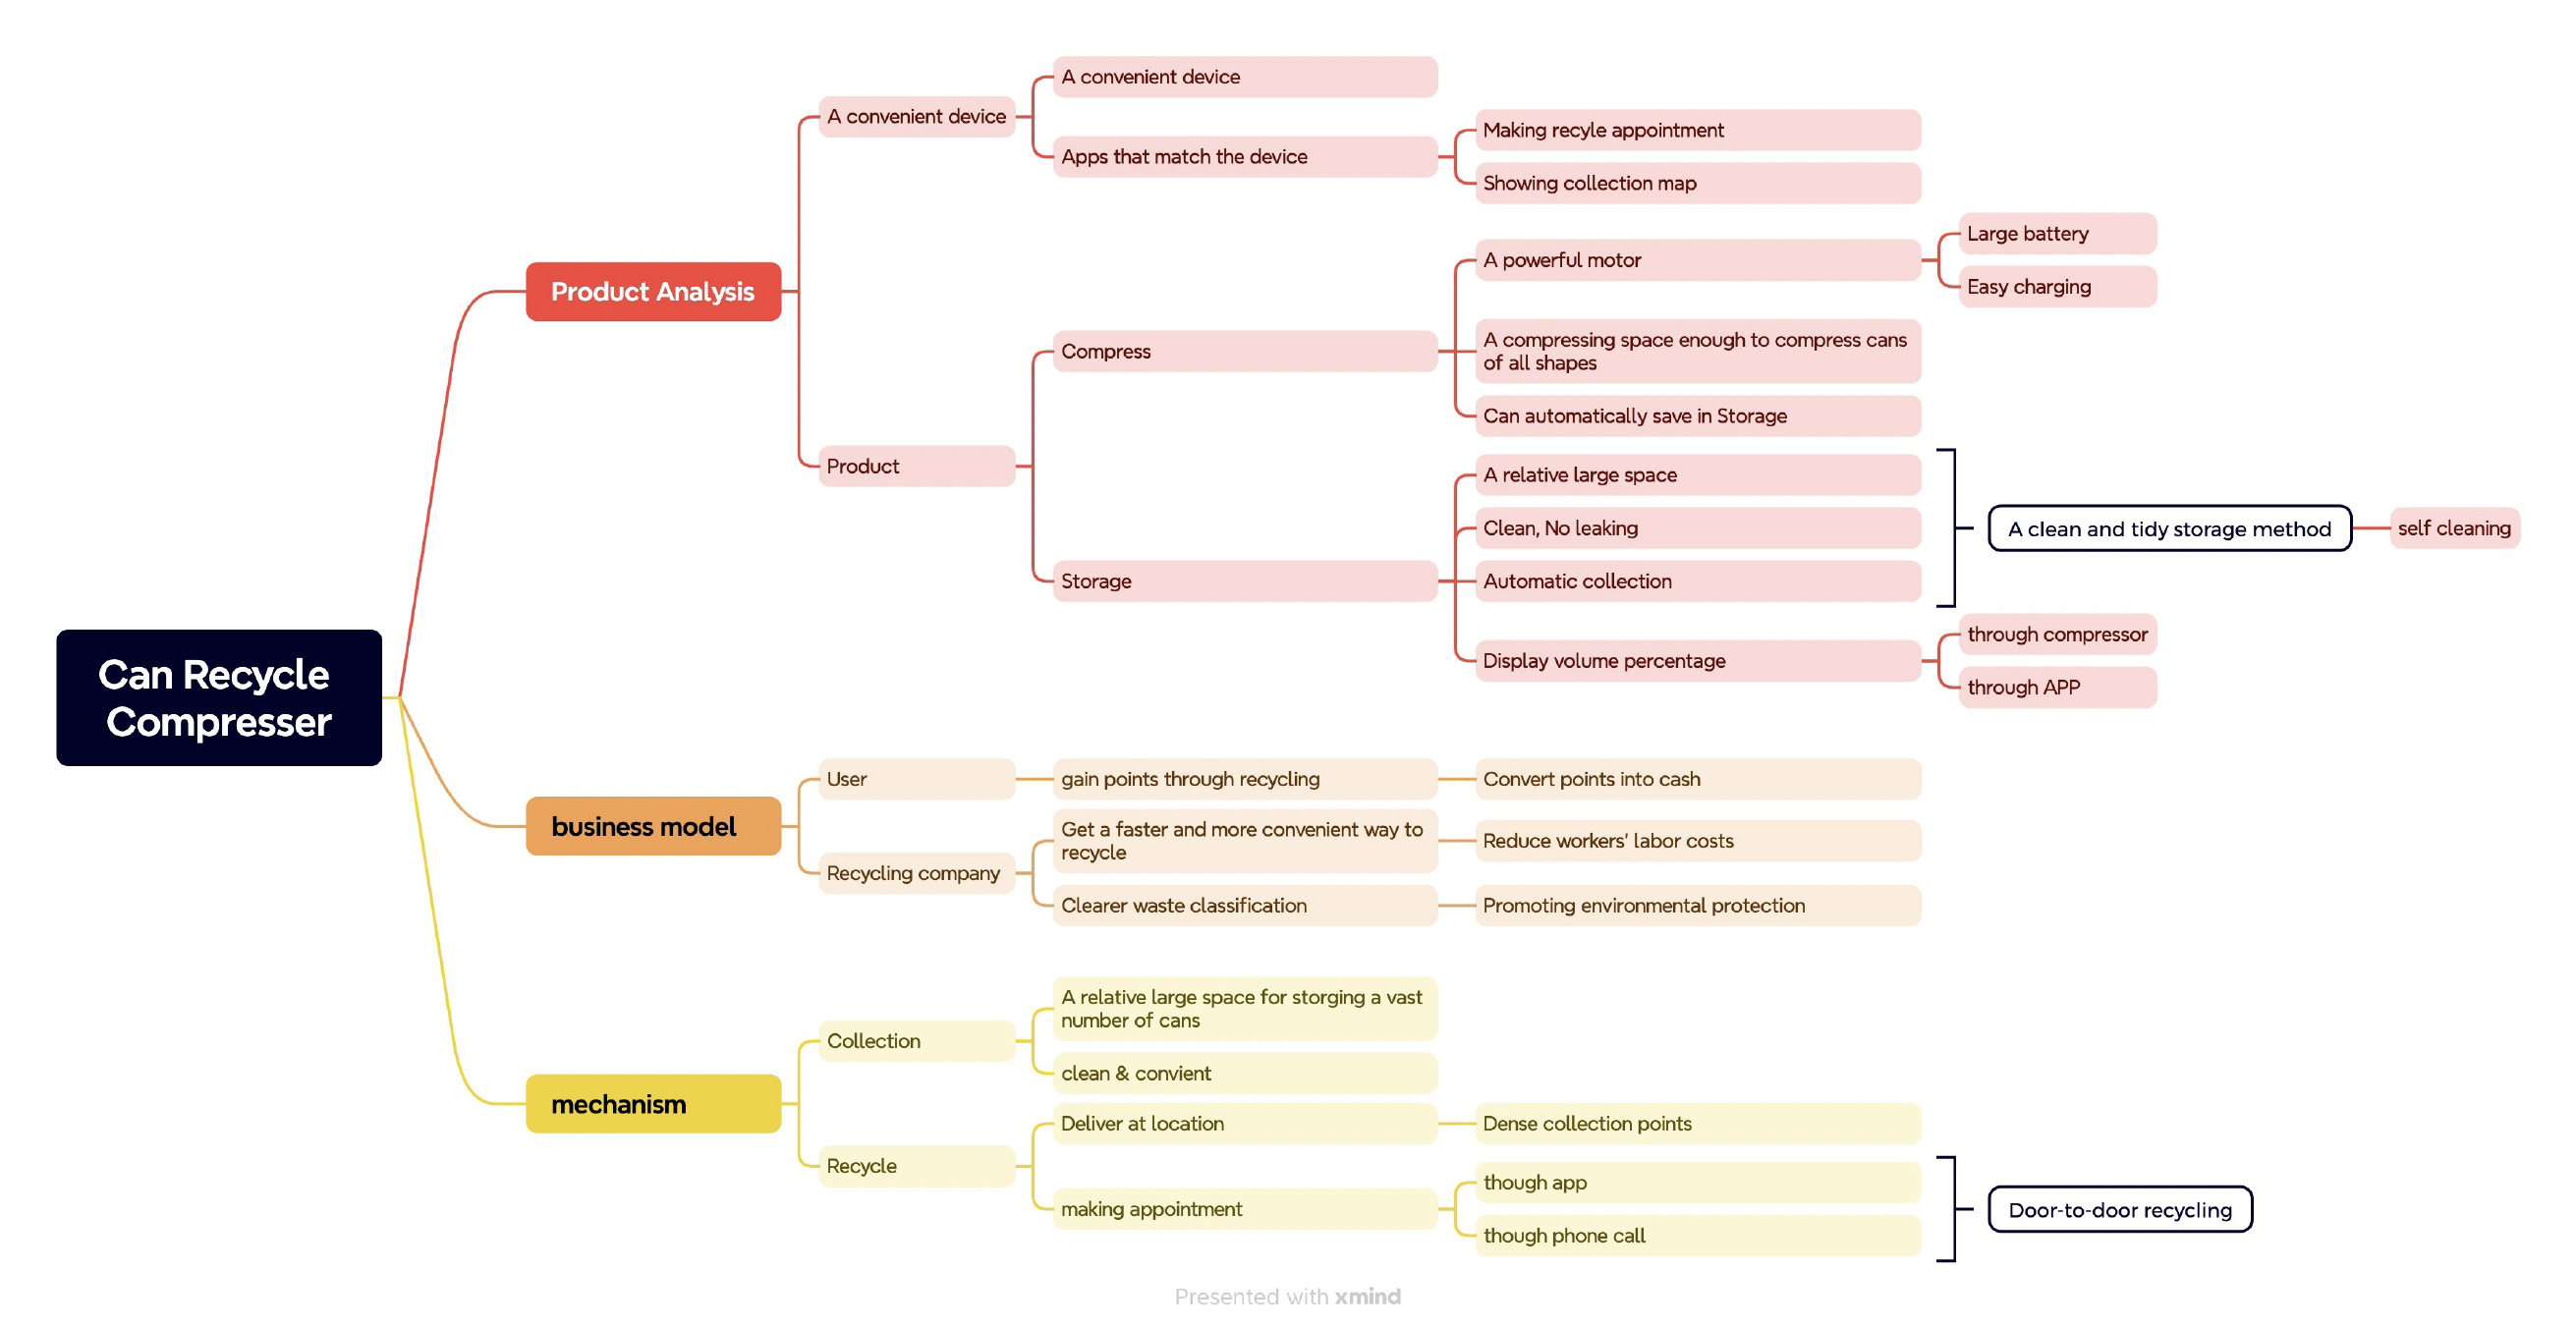 A convenient device
A convenient device
Apps that match the device
Making recyle appointment
Showing collection map
Product Analysis
Product
Compress
A powerful motor
Large battery
Easy charging
A compressing space enough to compress cans
of all shapes
Can automatically save in Storage
Storage
A relative large space
Clean, No leaking
Automatic collection
A clean and tidy storage method
self cleaning
Display volume percentage
through compressor
through APP
Can Recycle
Compresser
business model
User
gain points through recycling
Convert points into cash
Recycling company
Get a faster and more convenient way to
recycle
Reduce workers' labor costs
Clearer waste classification
Promoting environmental protection
mechanism
Collection
A relative large space for storging a vast
number of cans
clean & convient
Recycle
Deliver at location
Dense collection points
making appointment
though app
though phone call
Door-to-door recycling
Presented with xmind